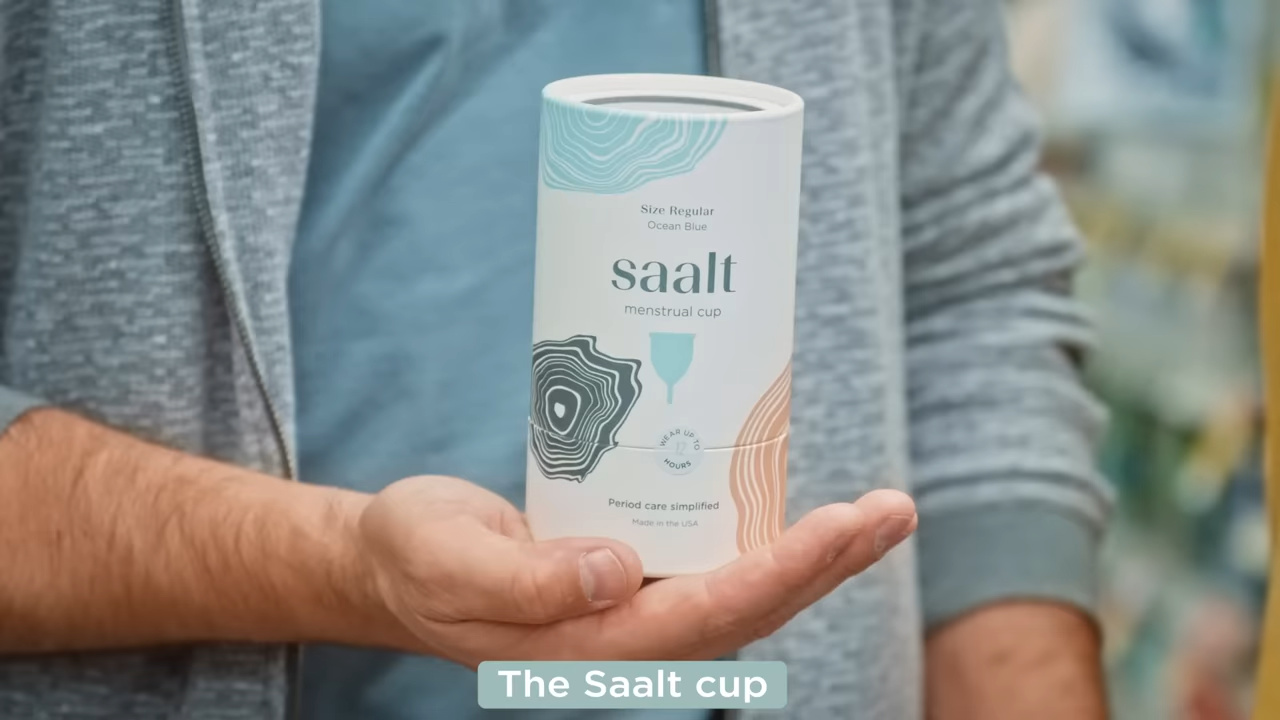 Size Regular
Ocean Blue
saalt
menstrual cup
WEAR UP TO
12
HOURS
Period care simplified
Made in the USA
The Saalt cup